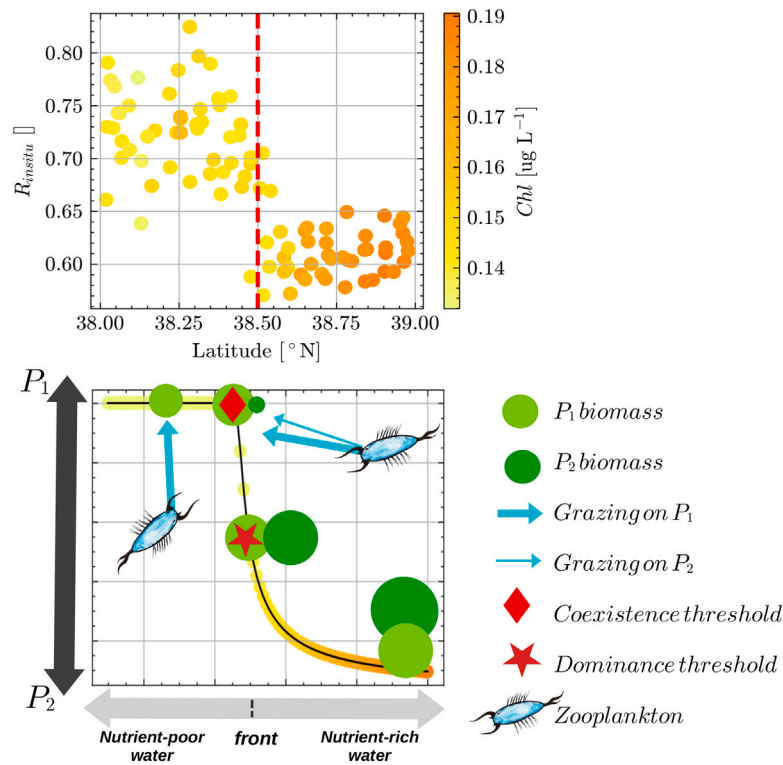 0.80
0.75
0.70
0.65
0.60
R_insitu []
38.00 38.25 38.50 38.75 39.00
Latitude [°N]
0.19
0.18
0.17
0.16
0.15
0.14
Chl [ug L⁻¹]
P₁
P₂
Nutrient-poor
water
front
Nutrient-rich
water
P₁ biomass
P₂ biomass
Grazing on P₁
Grazing on P₂
Coexistence threshold
Dominance threshold
Zooplankton